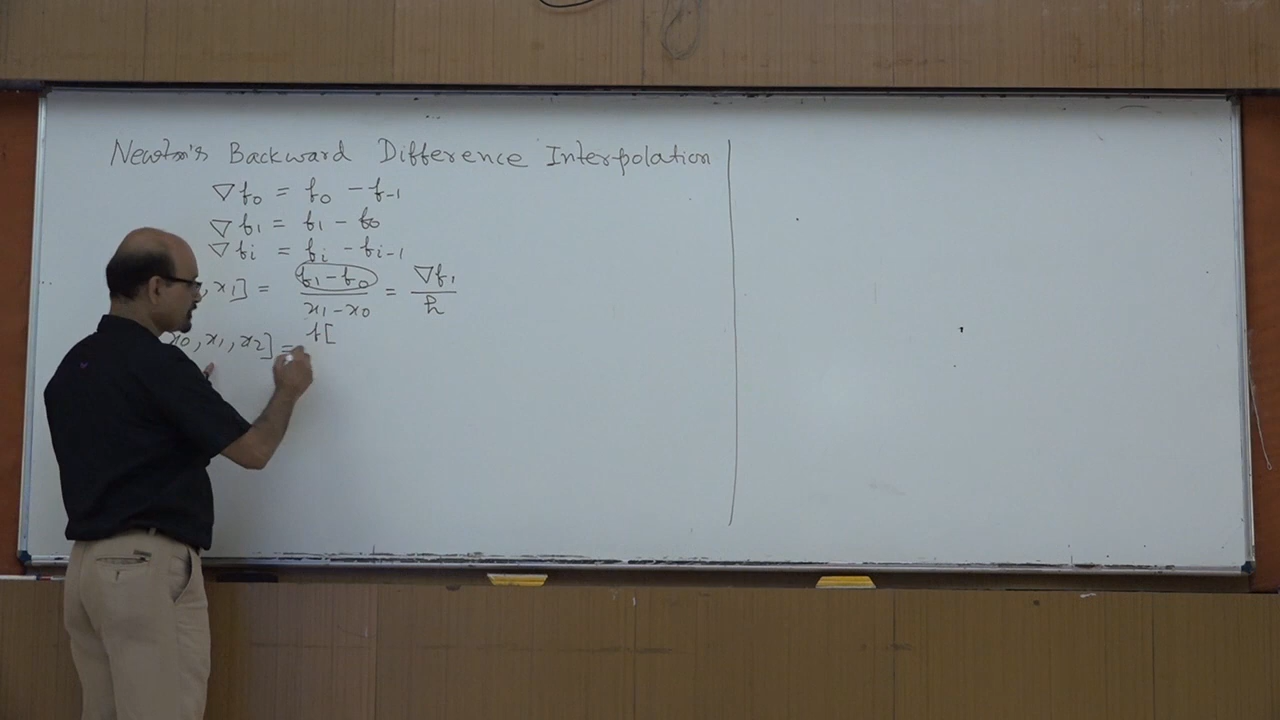 Newton's Backward Difference Interpolation
∇f₀ = f₀ - f₋₁
∇f₁ = f₁ - f₀
∇fᵢ = fᵢ - fᵢ₋₁
, x₁] = (f₁ - f₀)/(x₁ - x₀) = ∇f₁/h
x₀, x₁, x₂] = f[